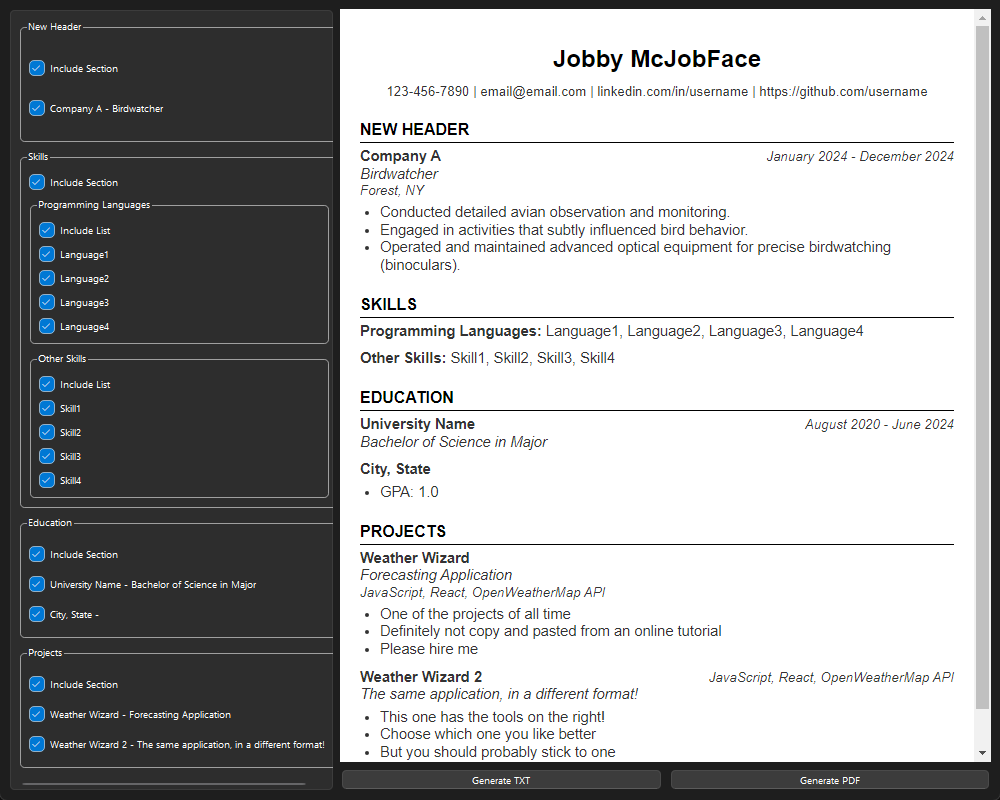 New Header
Include Section
Company A - Birdwatcher
Skills
Include Section
Programming Languages
Include List
Language1
Language2
Language3
Language4
Other Skills
Include List
Skill1
Skill2
Skill3
Skill4
Education
Include Section
University Name - Bachelor of Science in Major
City, State -
Projects
Include Section
Weather Wizard - Forecasting Application
Weather Wizard 2 - The same application, in a different format!
Jobby McJobFace
123-456-7890 | email@email.com | linkedin.com/in/username | https://github.com/username
NEW HEADER
Company A January 2024 - December 2024
Birdwatcher
Forest, NY
• Conducted detailed avian observation and monitoring.
• Engaged in activities that subtly influenced bird behavior.
• Operated and maintained advanced optical equipment for precise birdwatching
(binoculars).
SKILLS
Programming Languages: Language1, Language2, Language3, Language4
Other Skills: Skill1, Skill2, Skill3, Skill4
EDUCATION
University Name August 2020 - June 2024
Bachelor of Science in Major
City, State
• GPA: 1.0
PROJECTS
Weather Wizard
Forecasting Application
JavaScript, React, OpenWeatherMap API
• One of the projects of all time
• Definitely not copy and pasted from an online tutorial
• Please hire me
Weather Wizard 2 JavaScript, React, OpenWeatherMap API
The same application, in a different format!
• This one has the tools on the right!
• Choose which one you like better
• But you should probably stick to one
Generate TXT Generate PDF